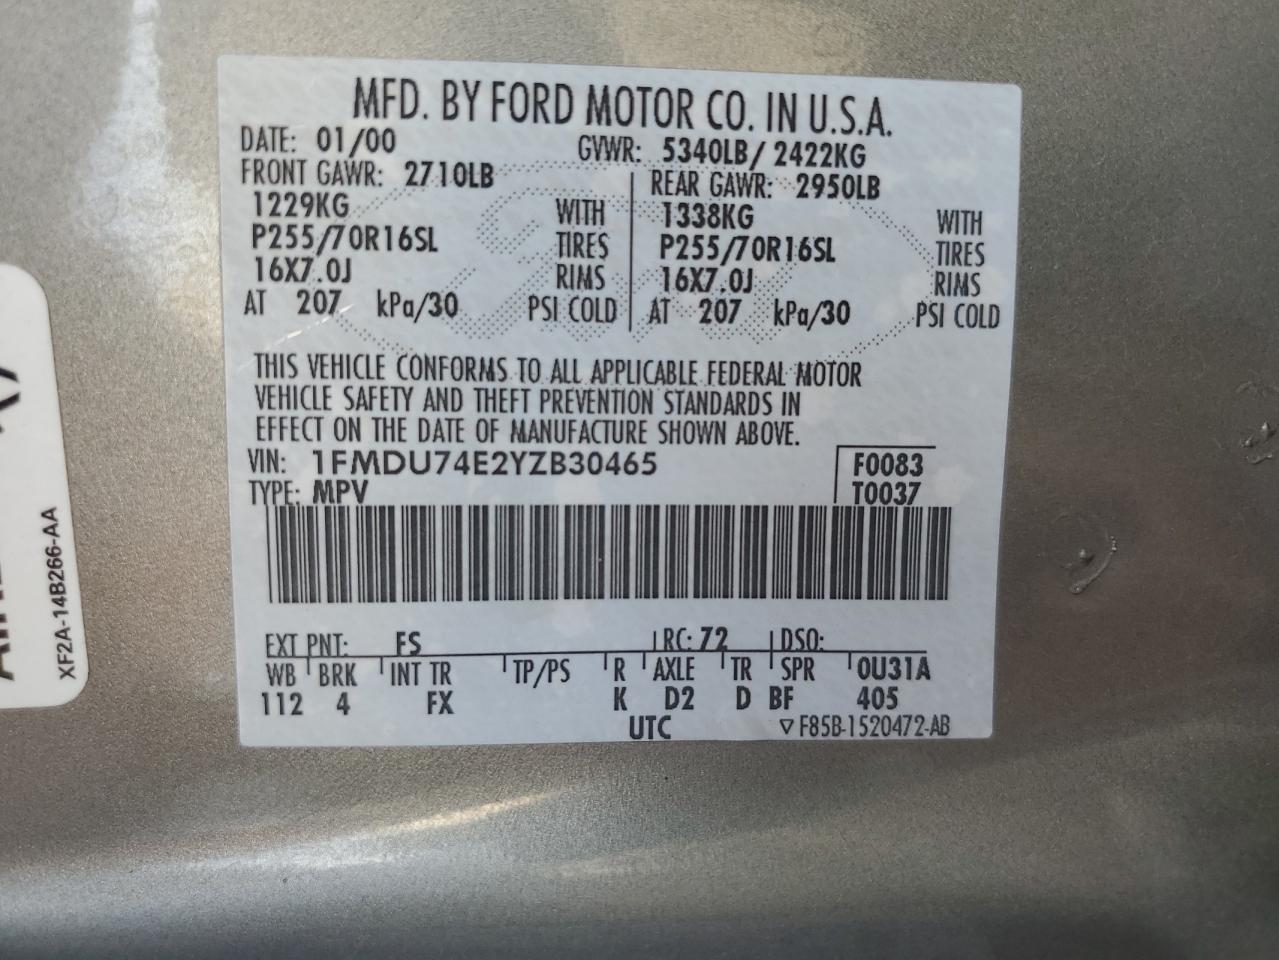 MFD. BY FORD MOTOR CO. IN U.S.A.
DATE: 01/00 GVWR: 5340LB/ 2422KG
FRONT GAWR: 2710LB REAR GAWR: 2950LB
1229KG WITH 1338KG WITH
P255/70R16SL TIRES P255/70R16SL TIRES
16X7.0J RIMS 16X7.0J RIMS
AT 207 kPa/30 PSI COLD AT 207 kPa/30 PSI COLD
THIS VEHICLE CONFORMS TO ALL APPLICABLE FEDERAL MOTOR
VEHICLE SAFETY AND THEFT PREVENTION STANDARDS IN
EFFECT ON THE DATE OF MANUFACTURE SHOWN ABOVE.
VIN: 1FMDU74E2YZB30465 F0083
TYPE: MPV T0037
EXT PNT: FS RC: 72 DSO:
WB BRK INT TR TP/PS R AXLE TR SPR 0U31A
112 4 FX K D2 D BF 405
UTC ▽ F85B-1520472-AB
XF2A-14B266-AA